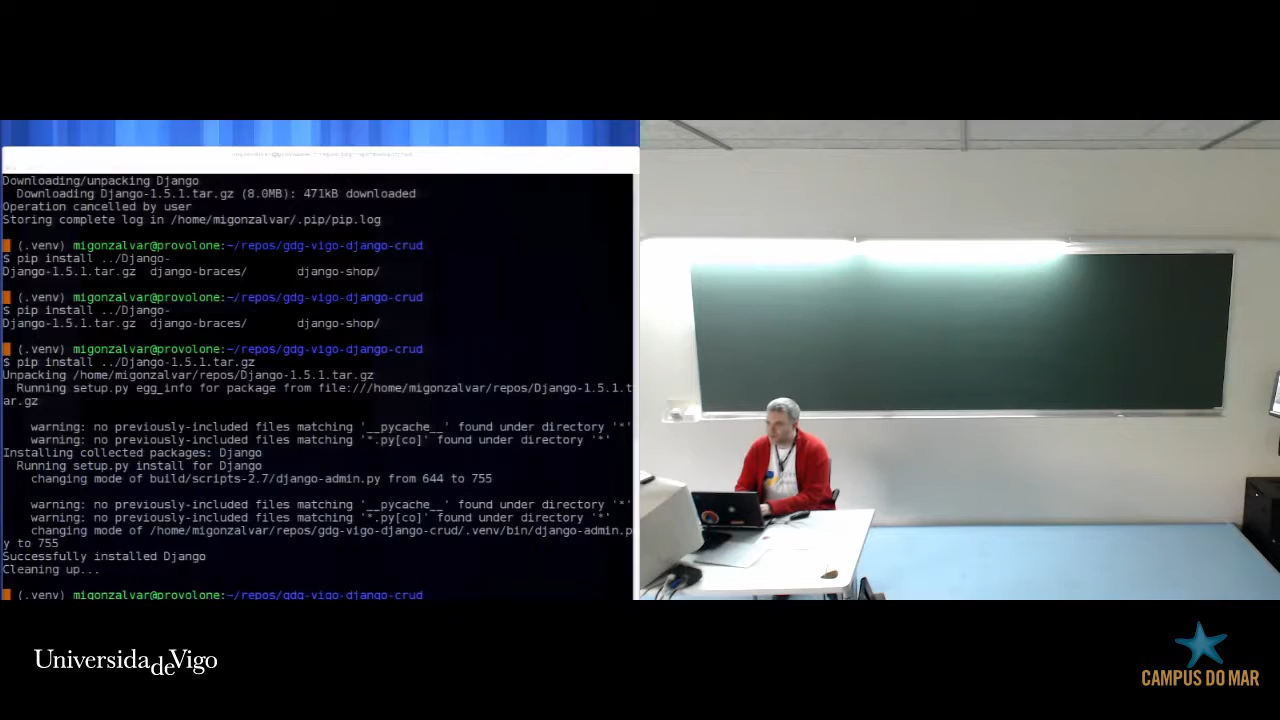 Downloading/unpacking Django
Downloading Django-1.5.1.tar.gz (8.0MB): 471kB downloaded
Operation cancelled by user
Storing complete log in /home/migonzalvar/.pip/pip.log
(.venv) migonzalvar@provolone:~/repos/gdg-vigo-django-crud
$ pip install ../Django-
Django-1.5.1.tar.gz django-braces/ django-shop/
(.venv) migonzalvar@provolone:~/repos/gdg-vigo-django-crud
$ pip install ../Django-
Django-1.5.1.tar.gz django-braces/ django-shop/
(.venv) migonzalvar@provolone:~/repos/gdg-vigo-django-crud
$ pip install ../Django-1.5.1.tar.gz
Unpacking /home/migonzalvar/repos/Django-1.5.1.tar.gz
Running setup.py egg_info for package from file:///home/migonzalvar/repos/Django-1.5.1.t
ar.gz
warning: no previously-included files matching '__pycache__' found under directory '*'
warning: no previously-included files matching '*.py[co]' found under directory '*'
Installing collected packages: Django
Running setup.py install for Django
changing mode of build/scripts-2.7/django-admin.py from 644 to 755
warning: no previously-included files matching '__pycache__' found under directory '*'
warning: no previously-included files matching '*.py[co]' found under directory '*'
changing mode of /home/migonzalvar/repos/gdg-vigo-django-crud/.venv/bin/django-admin.p
y to 755
Successfully installed Django
Cleaning up...
(.venv) migonzalvar@provolone:~/repos/gdg-vigo-django-crud
UniversidadeVigo
CAMPUS DO MAR